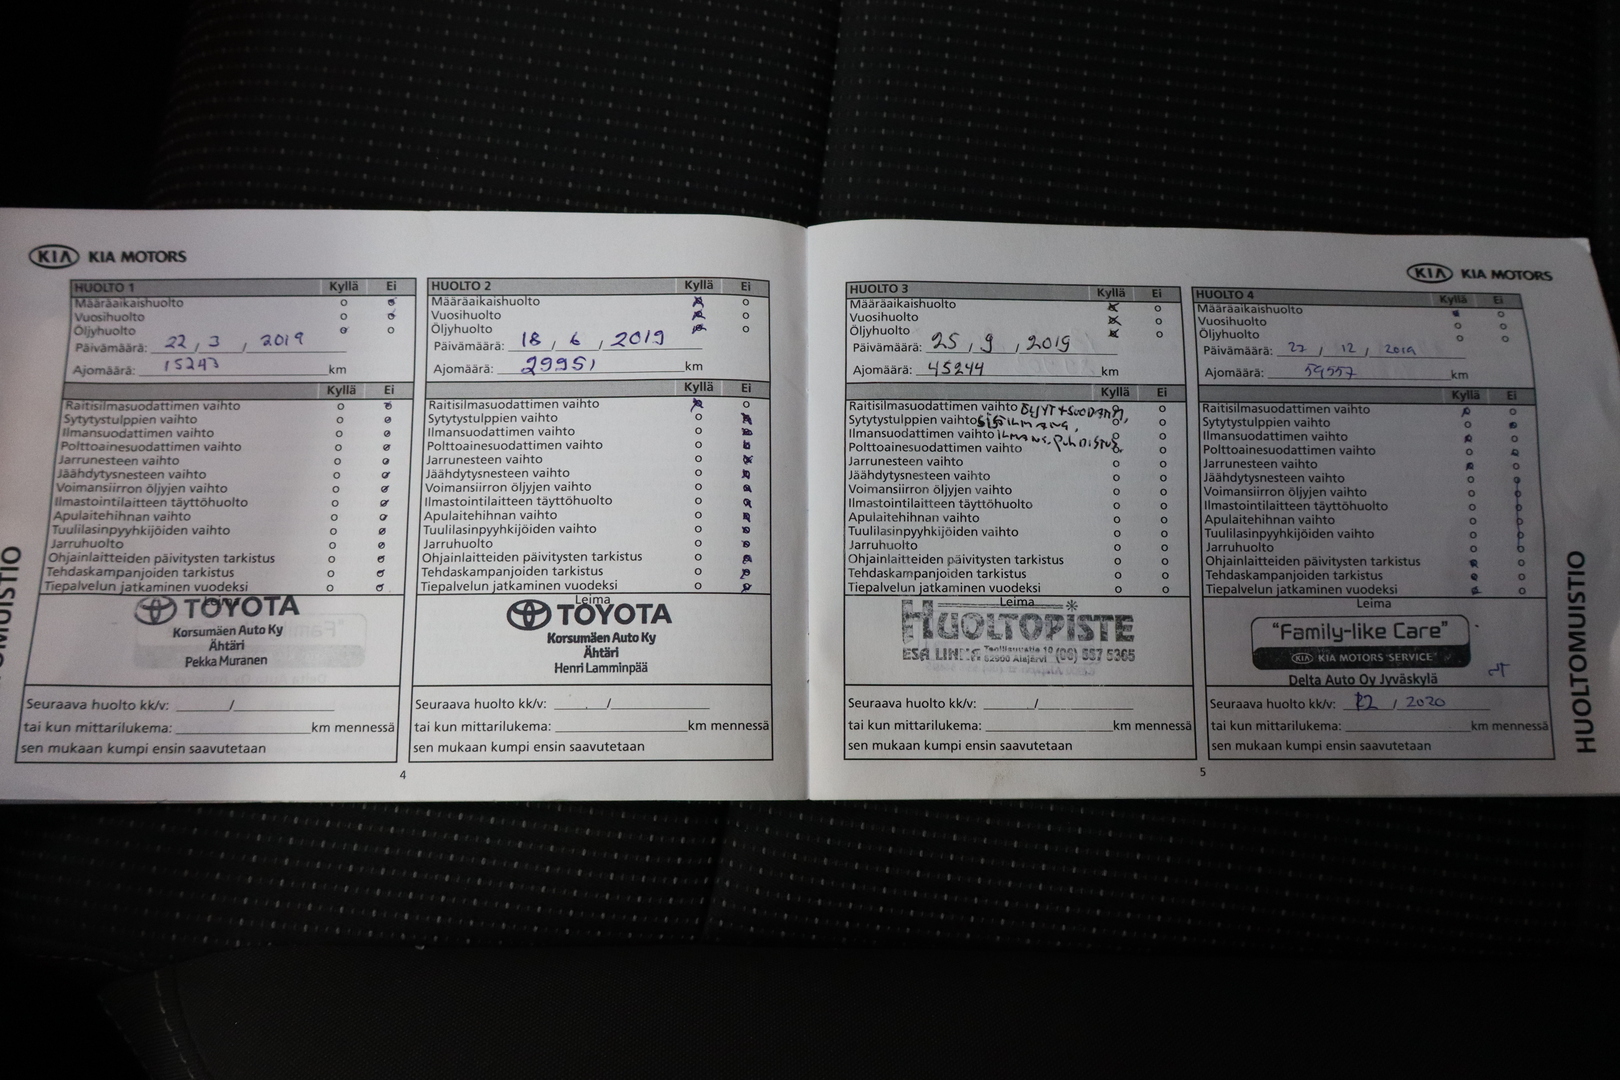 KIA KIA MOTORS
HUOLTO 1 Kyllä Ei
Määräaikaishuolto
Vuosihuolto
Öljyhuolto
Päivämäärä: 22 / 3 / 2019
Ajomäärä: 15243 km
Kyllä Ei
Raitisilmasuodattimen vaihto
Sytytystulppien vaihto
Ilmansuodattimen vaihto
Polttoainesuodattimen vaihto
Jarrunesteen vaihto
Jäähdytysnesteen vaihto
Voimansiirron öljyjen vaihto
Ilmastointilaitteen täyttöhuolto
Apulaitehihnan vaihto
Tuulilasinpyyhkijöiden vaihto
Jarruhuolto
Ohjainlaitteiden päivitysten tarkistus
Tehdaskampanjoiden tarkistus
Tiepalvelun jatkaminen vuodeksi
TOYOTA
Korsumäen Auto Ky
Ähtäri
Pekka Muranen
Seuraava huolto kk/v: /
tai kun mittarilukema: km mennessä
sen mukaan kumpi ensin saavutetaan
HUOLTO 2 Kyllä Ei
Määräaikaishuolto
Vuosihuolto
Öljyhuolto
Päivämäärä: 18 / 6 / 2019
Ajomäärä: 29951 km
Kyllä Ei
Raitisilmasuodattimen vaihto
Sytytystulppien vaihto
Ilmansuodattimen vaihto
Polttoainesuodattimen vaihto
Jarrunesteen vaihto
Jäähdytysnesteen vaihto
Voimansiirron öljyjen vaihto
Ilmastointilaitteen täyttöhuolto
Apulaitehihnan vaihto
Tuulilasinpyyhkijöiden vaihto
Jarruhuolto
Ohjainlaitteiden päivitysten tarkistus
Tehdaskampanjoiden tarkistus
Tiepalvelun jatkaminen vuodeksi
Leima
TOYOTA
Korsumäen Auto Ky
Ähtäri
Henri Lamminpää
Seuraava huolto kk/v: /
tai kun mittarilukema: km mennessä
sen mukaan kumpi ensin saavutetaan
4
HUOLTO 3 Kyllä Ei
Määräaikaishuolto
Vuosihuolto
Öljyhuolto
Päivämäärä: 25 / 9 / 2019
Ajomäärä: 45244 km
Kyllä Ei
Raitisilmasuodattimen vaihto
Sytytystulppien vaihto
Ilmansuodattimen vaihto
Polttoainesuodattimen vaihto
Jarrunesteen vaihto
Jäähdytysnesteen vaihto
Voimansiirron öljyjen vaihto
Ilmastointilaitteen täyttöhuolto
Apulaitehihnan vaihto
Tuulilasinpyyhkijöiden vaihto
Jarruhuolto
Ohjainlaitteiden päivitysten tarkistus
Tehdaskampanjoiden tarkistus
Tiepalvelun jatkaminen vuodeksi
Leima
HUOLTOPISTE
ESA Teollisuustie 10
62900 Alajärvi (06) 557 5365
Seuraava huolto kk/v: /
tai kun mittarilukema: km mennessä
sen mukaan kumpi ensin saavutetaan
KIA KIA MOTORS
HUOLTO 4 Kyllä Ei
Määräaikaishuolto
Vuosihuolto
Öljyhuolto
Päivämäärä: 27 / 12 / 2019
Ajomäärä: 59557 km
Kyllä Ei
Raitisilmasuodattimen vaihto
Sytytystulppien vaihto
Ilmansuodattimen vaihto
Polttoainesuodattimen vaihto
Jarrunesteen vaihto
Jäähdytysnesteen vaihto
Voimansiirron öljyjen vaihto
Ilmastointilaitteen täyttöhuolto
Apulaitehihnan vaihto
Tuulilasinpyyhkijöiden vaihto
Jarruhuolto
Ohjainlaitteiden päivitysten tarkistus
Tehdaskampanjoiden tarkistus
Tiepalvelun jatkaminen vuodeksi
Leima
"Family-like Care"
KIA KIA MOTORS SERVICE
Delta Auto Oy Jyväskylä
Seuraava huolto kk/v: 12 / 2020
tai kun mittarilukema: km mennessä
sen mukaan kumpi ensin saavutetaan
5
HUOLTOMUISTIO